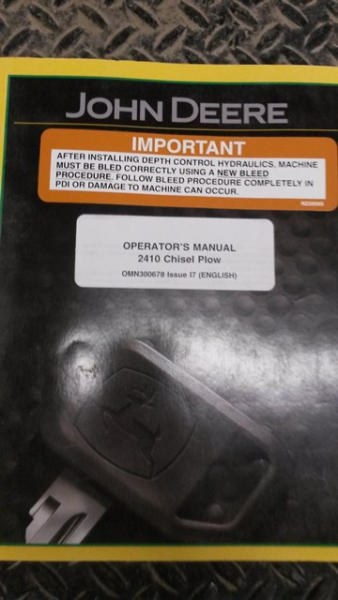 JOHN DEERE
IMPORTANT
AFTER INSTALLING DEPTH CONTROL HYDRAULICS, MACHINE
MUST BE BLED CORRECTLY USING A NEW BLEED
PROCEDURE. FOLLOW BLEED PROCEDURE COMPLETELY IN
PDI OR DAMAGE TO MACHINE CAN OCCUR.
OPERATOR'S MANUAL
2410 Chisel Plow
OMN300678 Issue I7 (ENGLISH)